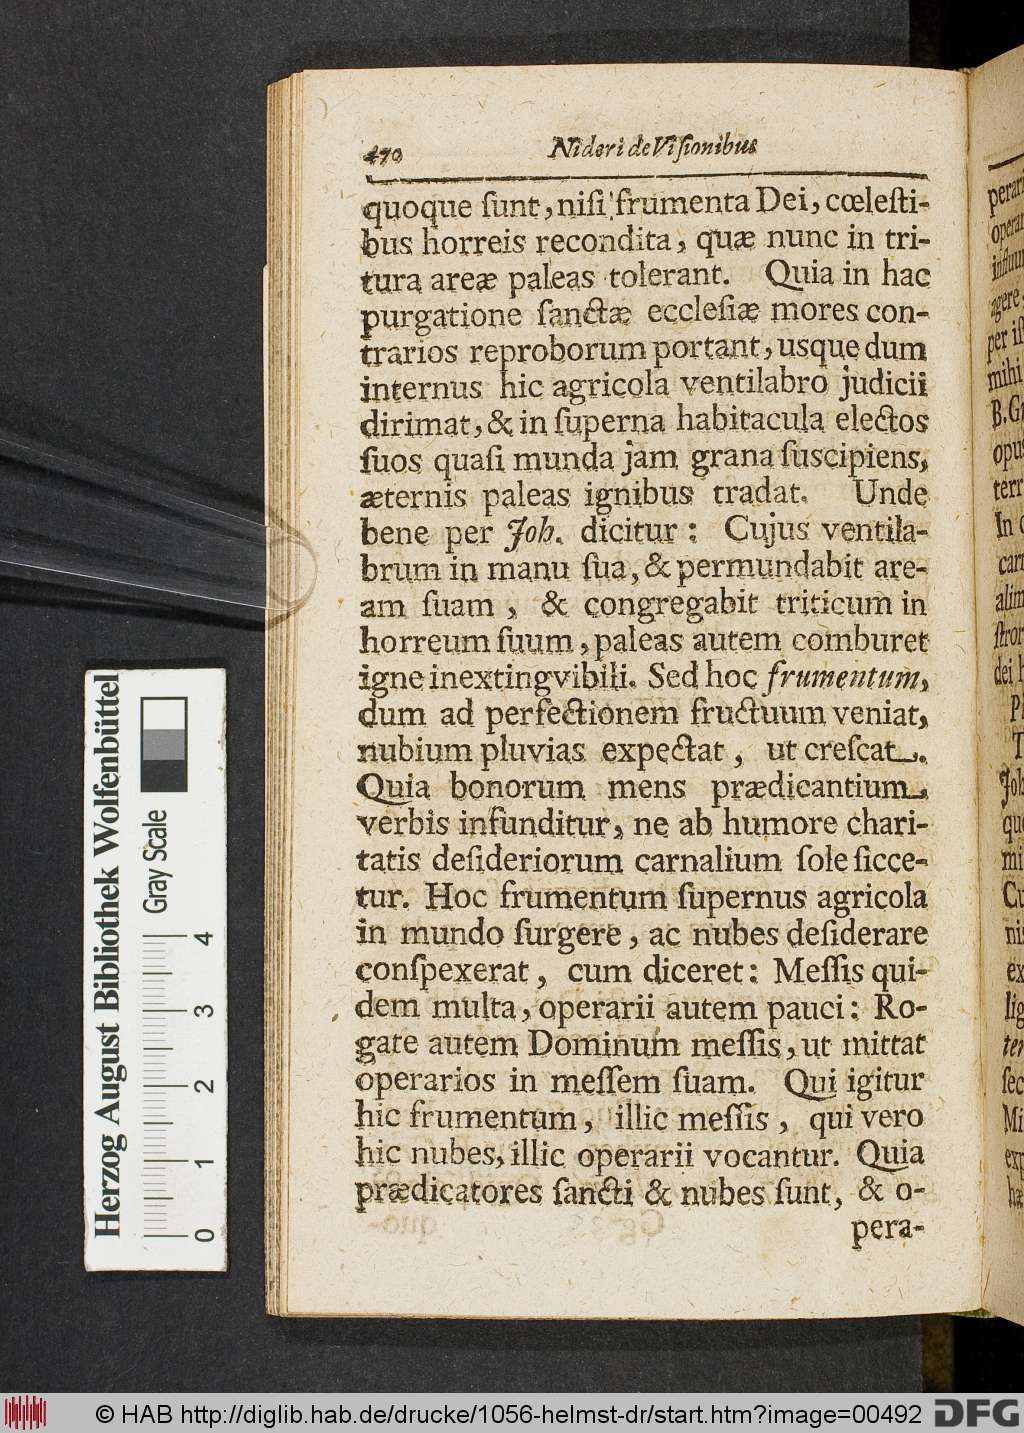 470 Nideri de Viſionibus
quoque ſunt, niſi frumenta Dei, cœleſti-
bus horreis recondita, quæ nunc in tri-
tura areæ paleas tolerant. Quia in hac
purgatione ſanctæ eccleſiæ mores con-
trarios reproborum portant, usque dum
internus hic agricola ventilabro judicii
dirimat, & in ſuperna habitacula electos
ſuos quaſi munda jam grana ſuscipiens,
æternis paleas ignibus tradat. Unde
bene per Joh. dicitur: Cujus ventila-
brum in manu ſua, & permundabit are-
am ſuam, & congregabit triticum in
horreum ſuum, paleas autem comburet
igne inextingvibili. Sed hoc frumentum,
dum ad perfectionem fructuum veniat,
nubium pluvias expectat, ut creſcat.
Quia bonorum mens prædicantium
verbis infunditur, ne ab humore chari-
tatis deſideriorum carnalium ſole ſicce-
tur. Hoc frumentum ſupernus agricola
in mundo ſurgere, ac nubes deſiderare
conſpexerat, cum diceret: Meſſis qui-
dem multa, operarii autem pauci: Ro-
gate autem Dominum meſſis, ut mittat
operarios in meſſem ſuam. Qui igitur
hic frumentum, illic meſſis, qui vero
hic nubes, illic operarii vocantur. Quia
prædicatores ſancti & nubes ſunt, & o-
pera-
Herzog August Bibliothek Wolfenbüttel
Gray Scale
0 1 2 3 4
© HAB http://diglib.hab.de/drucke/1056-helmst-dr/start.htm?image=00492 DFG